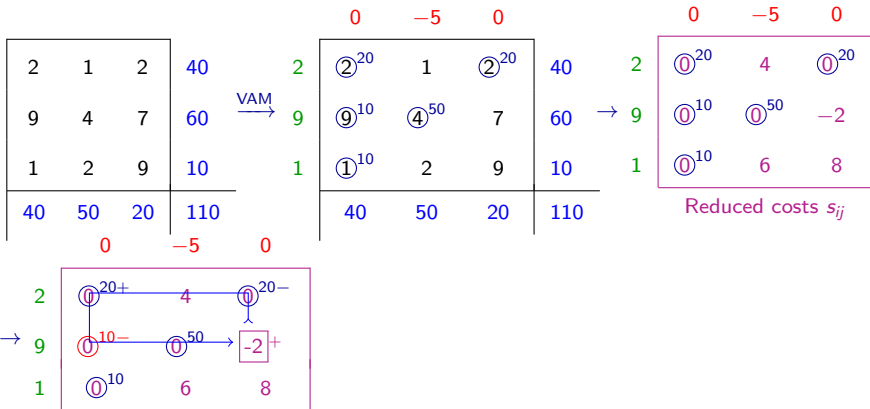 0 −5 0
2 1 2 40
9 4 7 60
1 2 9 10
40 50 20 110
VAM
0 −5 0
2 2 20 1 2 20 40
9 9 10 4 50 7 60
1 1 10 2 9 10
40 50 20 110
0 −5 0
2 0 20 4 0 20
9 0 10 0 50 −2
1 0 10 6 8
Reduced costs sij
→
2 0 20+ 4 0 20−
9 0 10− 0 50 -2 +
1 0 10 6 8